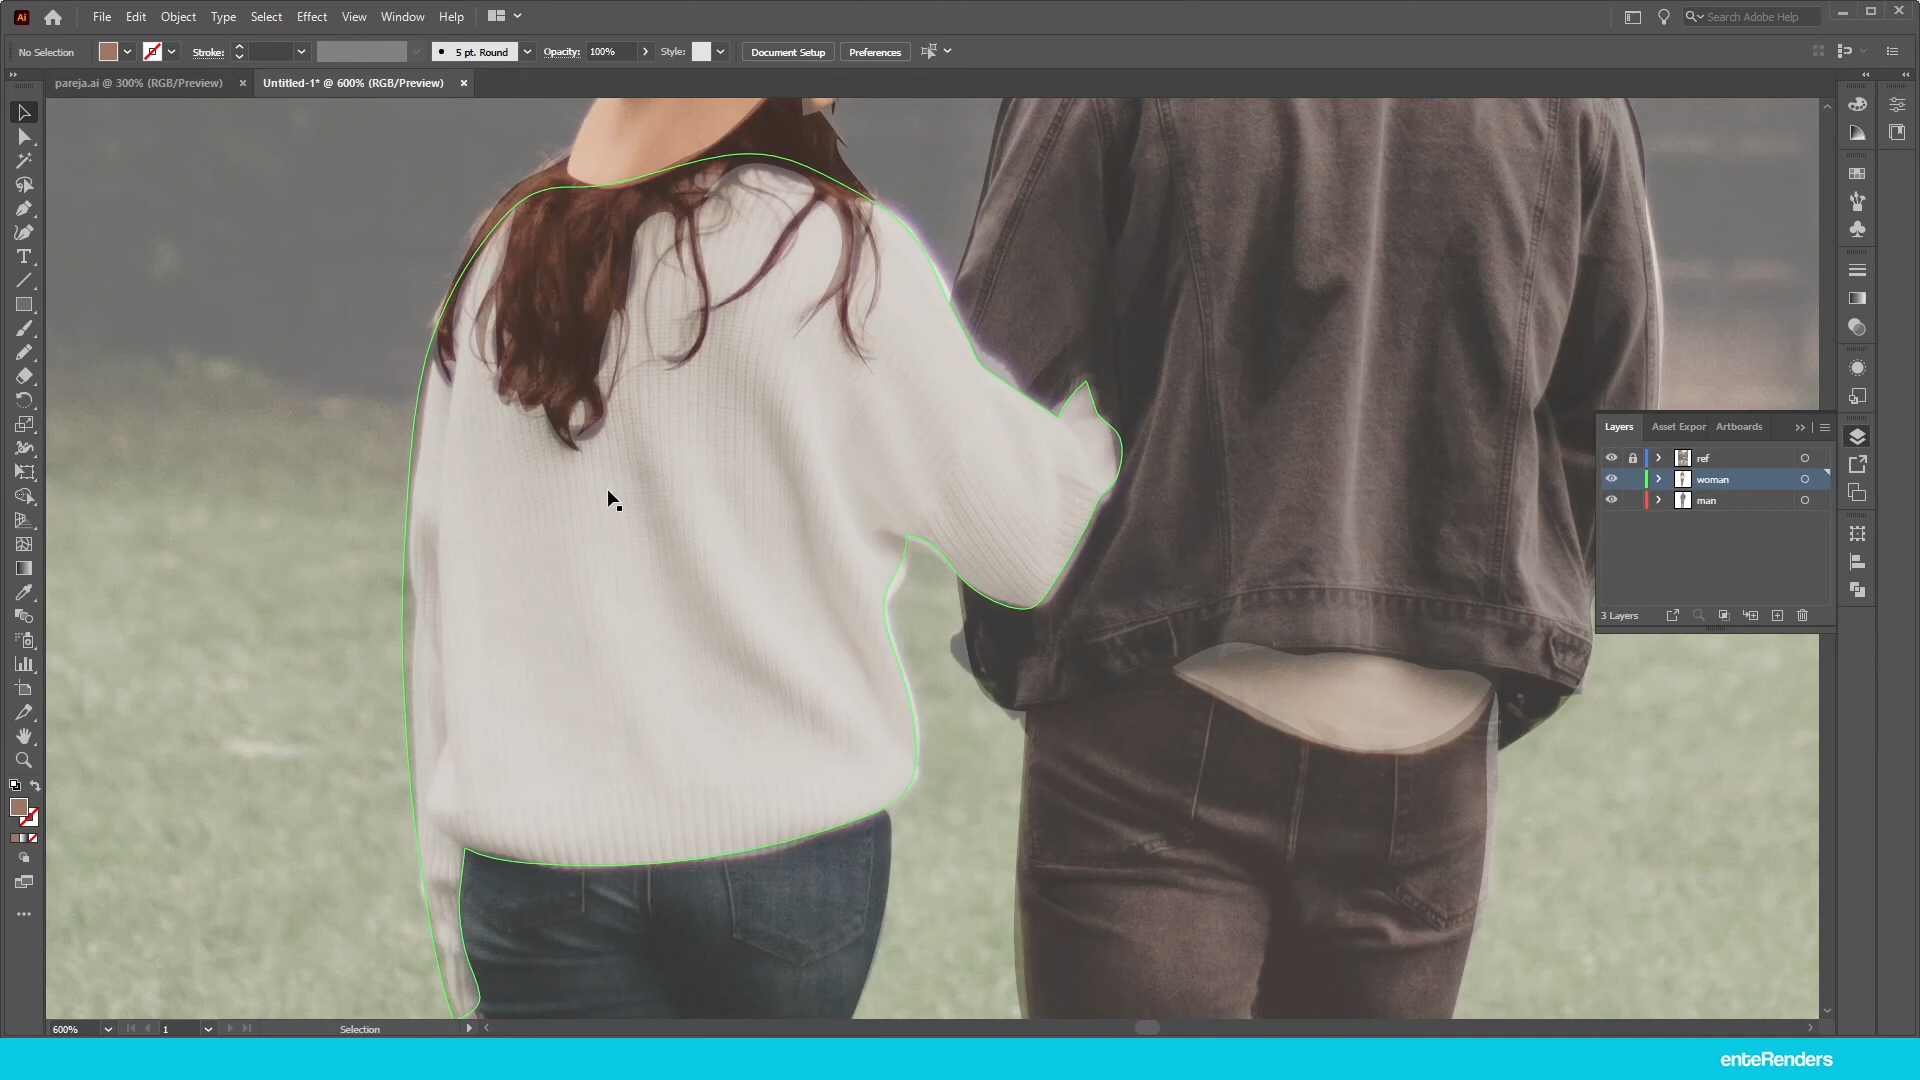 Ai File Edit Object Type Select Effect View Window Help Search Adobe Help
No Selection Stroke: 5 pt. Round Opacity: 100% Style: Document Setup Preferences
pareja.ai @ 300% (RGB/Preview) Untitled-1* @ 600% (RGB/Preview)
Layers Asset Expor Artboards
ref
woman
man
3 Layers
600% 1 Selection
enteRenders